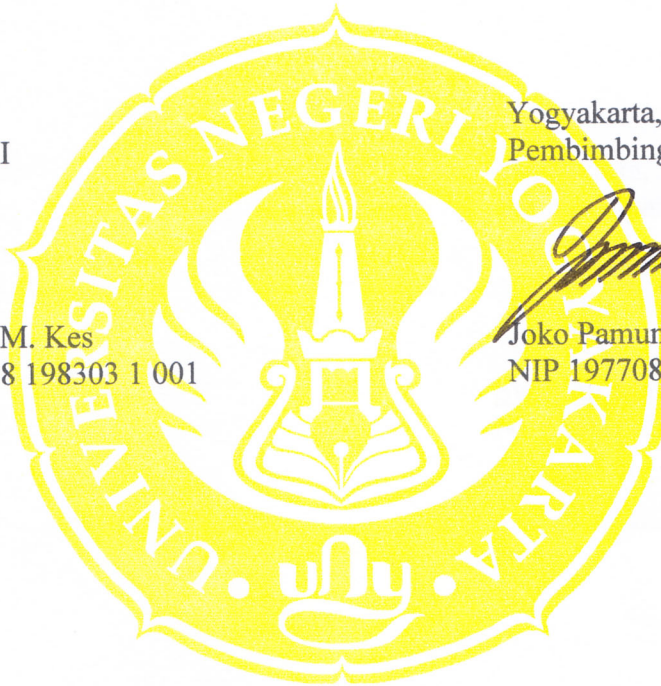 UNIVERSITAS NEGERI YOGYAKARTA
Yogyakarta,
I
Pembimbing
M. Kes
Joko Pamun
8 198303 1 001
NIP 197708
uny